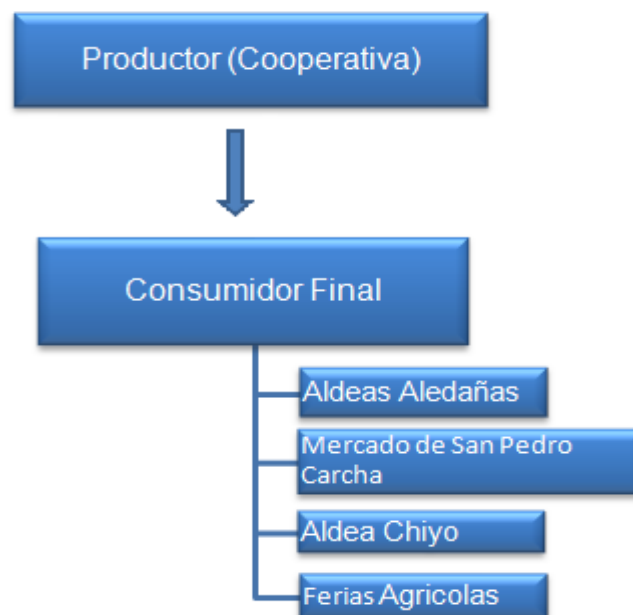 Productor (Cooperativa)
Consumidor Final
Aldeas Aledañas
Mercado de San Pedro
Carcha
Aldea Chiyo
Ferias Agricolas